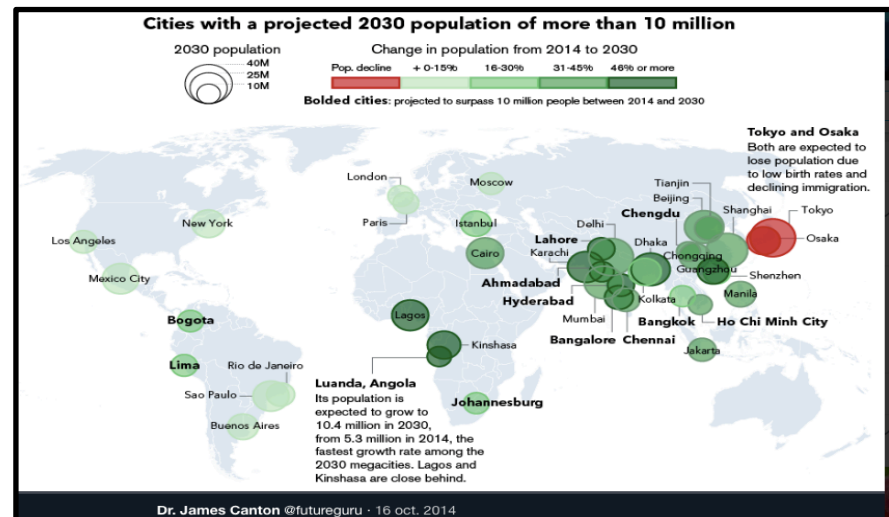 Cities with a projected 2030 population of more than 10 million
2030 population
40M
25M
10M
Change in population from 2014 to 2030
Pop. decline + 0-15% 16-30% 31-45% 46% or more
Bolded cities: projected to surpass 10 million people between 2014 and 2030
Tokyo and Osaka
Both are expected to
lose population due
to low birth rates and
declining immigration.
London
Moscow
Paris
Istanbul
Cairo
New York
Los Angeles
Mexico City
Bogota
Lima
Rio de Janeiro
Sao Paulo
Buenos Aires
Lagos
Kinshasa
Luanda, Angola
Its population is
expected to grow to
10.4 million in 2030,
from 5.3 million in 2014, the
fastest growth rate among the
2030 megacities. Lagos and
Kinshasa are close behind.
Johannesburg
Tianjin
Beijing
Chengdu
Shanghai
Tokyo
Osaka
Delhi
Lahore
Karachi
Dhaka
Chongqing
Guangzhou
Shenzhen
Ahmadabad
Hyderabad
Kolkata
Manila
Mumbai
Bangkok
Ho Chi Minh City
Bangalore
Chennai
Jakarta
Dr. James Canton @futureguru · 16 oct. 2014